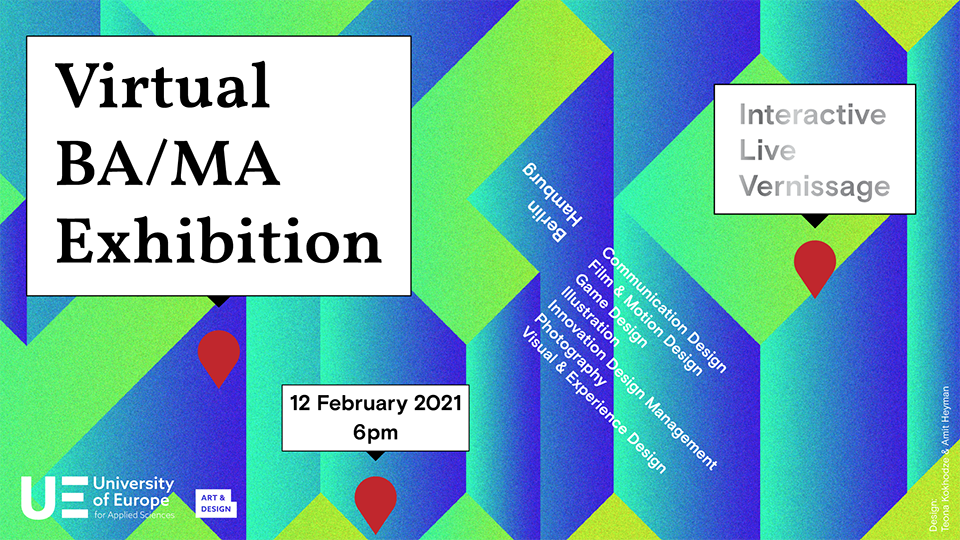 Virtual
BA/MA
Exhibition
Interactive
Live
Vernissage
Berlin
Hamburg
Communication Design
Film & Motion Design
Game Design
Illustration
Innovation Design Management
Photography
Visual & Experience Design
12 February 2021
6pm
UE University
of Europe
for Applied Sciences
ART &
DESIGN
Design:
Teona Kokhodze & Amit Heyman